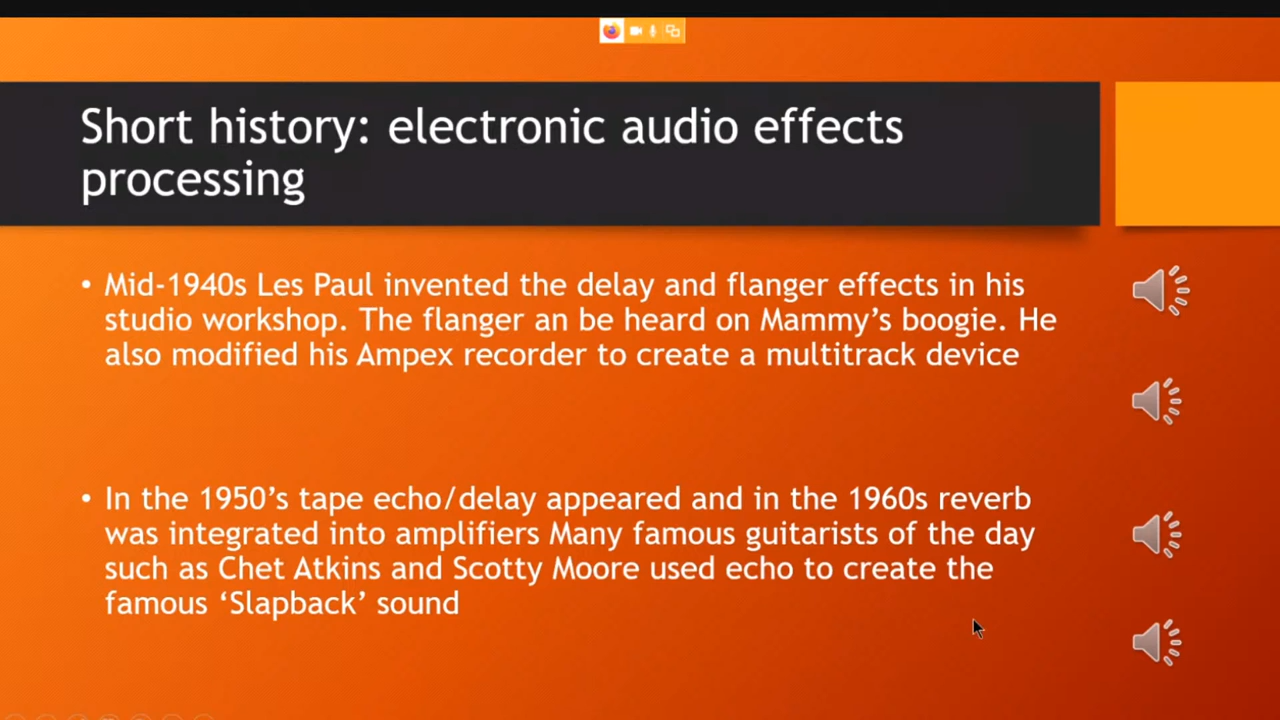 Short history: electronic audio effects
processing
• Mid-1940s Les Paul invented the delay and flanger effects in his
studio workshop. The flanger an be heard on Mammy’s boogie. He
also modified his Ampex recorder to create a multitrack device
• In the 1950’s tape echo/delay appeared and in the 1960s reverb
was integrated into amplifiers Many famous guitarists of the day
such as Chet Atkins and Scotty Moore used echo to create the
famous ‘Slapback’ sound